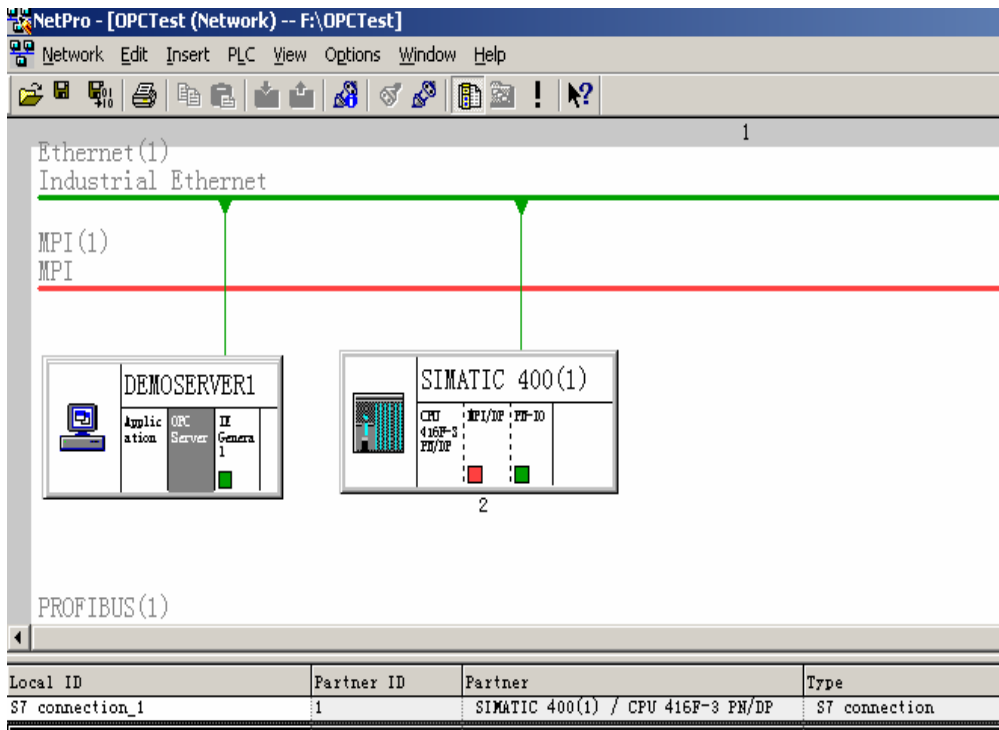 NetPro - [OPCTest (Network) -- F:\OPCTest]
Network Edit Insert PLC View Options Window Help
1
Ethernet(1)
Industrial Ethernet
MPI(1)
MPI
DEMOSERVER1
Applic
ation
OPC
Server
IE
Genera
l
SIMATIC 400(1)
CPU
416F-3
PN/DP
MPI/DP
PN-IO
2
PROFIBUS(1)
Local ID Partner ID Partner Type
S7 connection_1 1 SIMATIC 400(1) / CPU 416F-3 PN/DP S7 connection